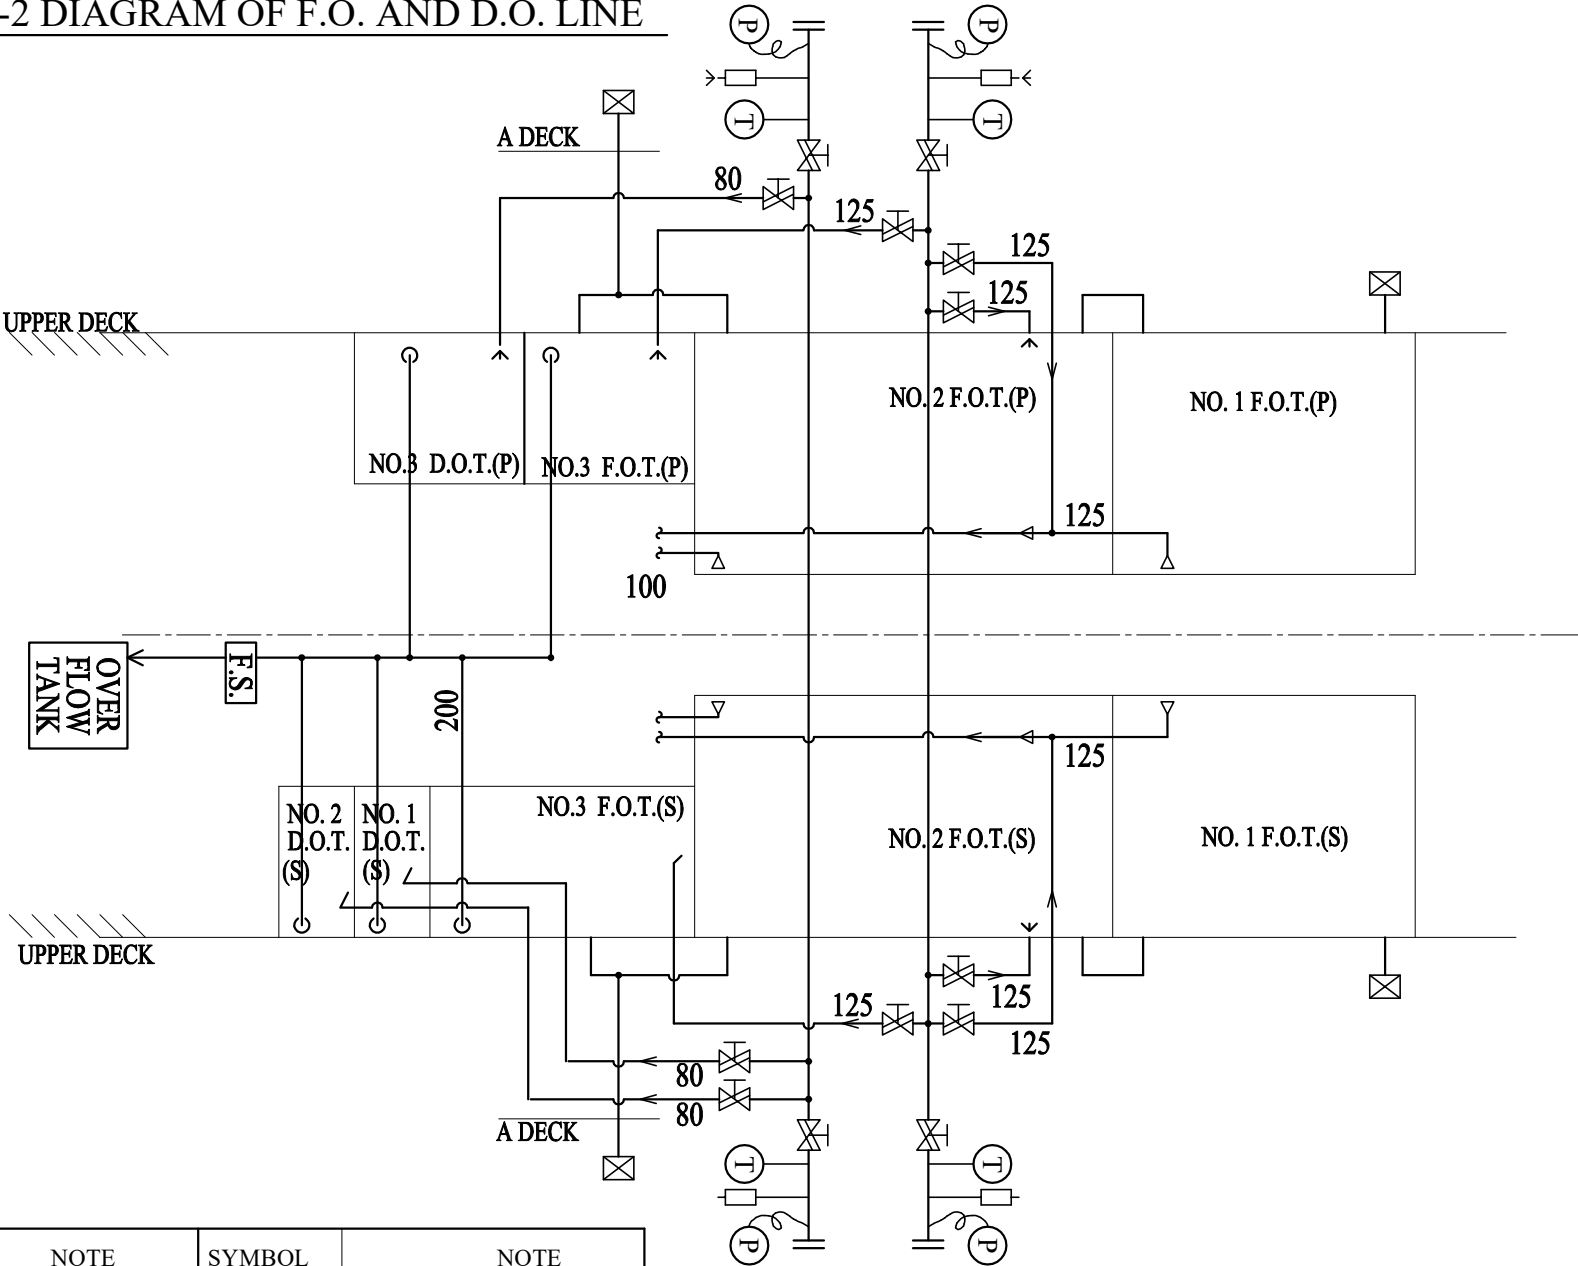 -2 DIAGRAM OF F.O. AND D.O. LINE
P
P
T
T
A DECK
80
125
125
125
UPPER DECK
NO. 2 F.O.T.(P)
NO. 1 F.O.T.(P)
NO.3 D.O.T.(P)
NO.3 F.O.T.(P)
125
100
OVER
FLOW
TANK
F.S.
200
125
NO. 2
D.O.T.
(S)
NO. 1
D.O.T.
(S)
NO.3 F.O.T.(S)
NO. 2 F.O.T.(S)
NO. 1 F.O.T.(S)
UPPER DECK
125
125
125
80
80
A DECK
T
T
P
P
NOTE
SYMBOL
NOTE